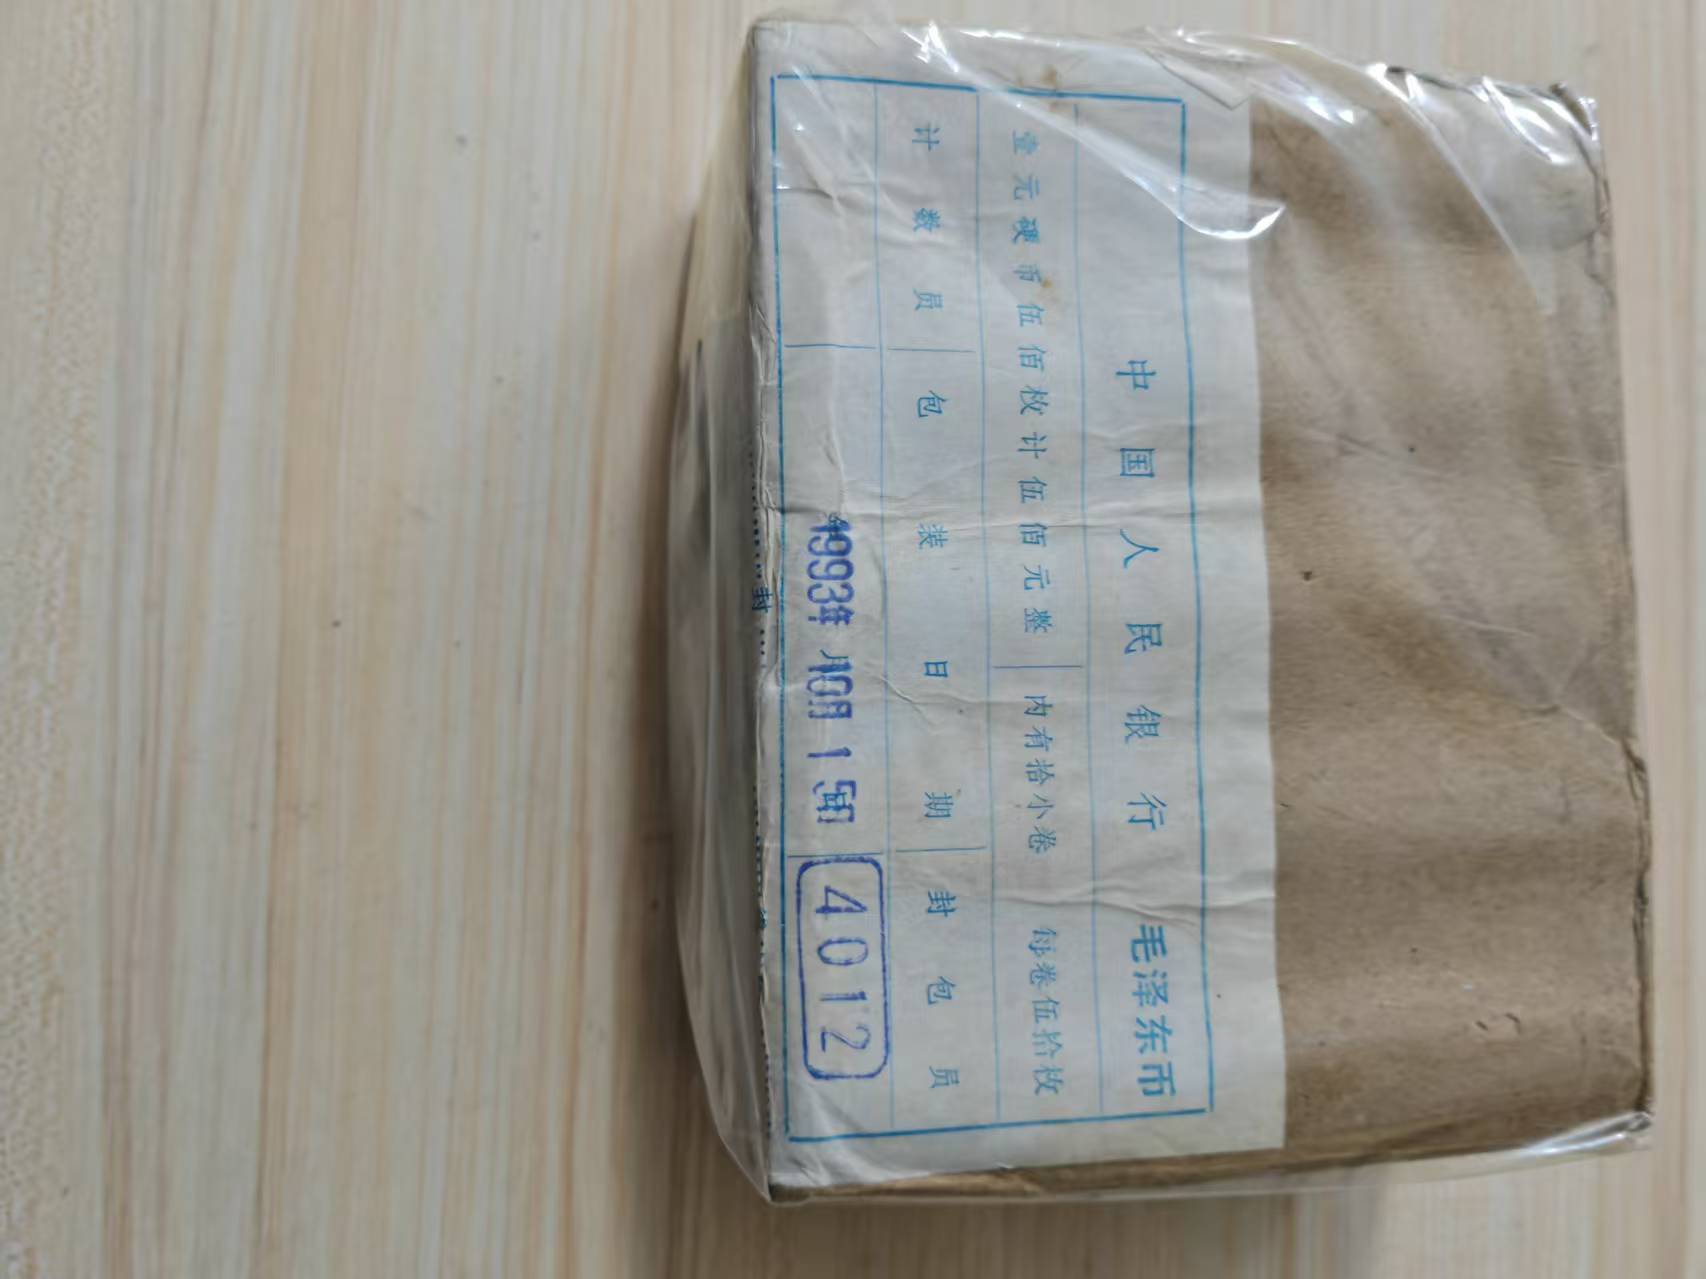 中国人民银行 毛泽东币
壹元硬币伍佰枚计伍佰元整 内有拾小卷 每卷伍拾枚
计数员 包装日期 封包员
1993年 月10月15日 4012
封